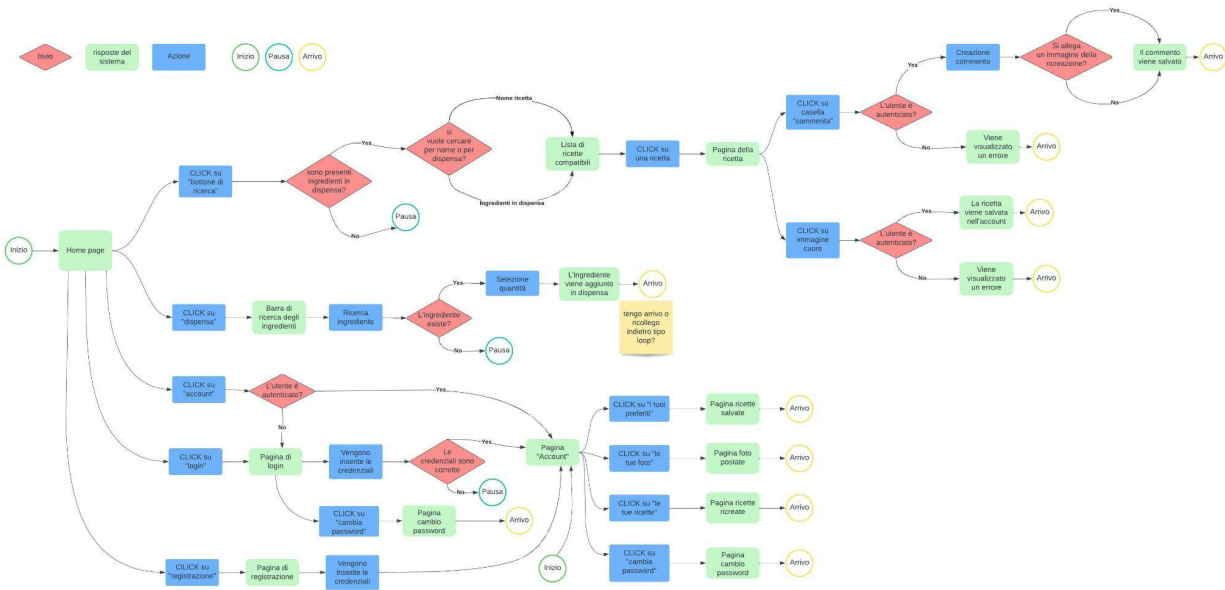 bivio
risposte del
sistema
Azione
Inizio
Pausa
Arrivo
Yes
Si allega
un immagine della
ricreazione?
No
Creazione
commento
Il commento
viene salvato
Arrivo
CLICK su
casella
"commenta"
L'utente è
autenticato?
Yes
No
Viene
visualizzato
un errore
Arrivo
Nome ricetta
si
vuole cercare
per nome o per
dispensa?
Ingredienti in dispensa
Lista di
ricette
compatibili
CLICK su
una ricetta
Pagina della
ricetta
CLICK su
"bottone di
ricerca"
sono presenti
ingredienti in
dispensa?
Yes
No
Pausa
CLICK su
immagine
cuore
L'utente è
autenticato?
Yes
La ricetta
viene salvata
nell'account
Arrivo
No
Viene
visualizzato
un errore
Arrivo
Inizio
Home page
CLICK su
"dispensa"
Barra di
ricerca degli
ingredienti
Ricerca
ingrediente
L'ingrediente
esiste?
Yes
Selezione
quantità
L'ingrediente
viene aggiunto
in dispensa
Arrivo
tengo arrivo o
ricollego
indietro tipo
loop?
No
Pausa
CLICK su
"account"
L'utente è
autenticato?
Yes
No
CLICK su
"login"
Pagina di
login
Vengono
inserite le
credenziali
Le
credenziali sono
corrette
Yes
No
Pausa
Pagina
"Account"
CLICK su
"cambia
password"
Pagina
cambio
password
Arrivo
ClLICK su
"registrazione"
Pagina di
registrazione
Vengono
inserite le
credenziali
Inizio
CLICK su "i tuoi
preferiti"
Pagina ricette
salvate
Arrivo
CLICK su "le
tue foto"
Pagina foto
postate
Arrivo
CLICK su "le
tue ricette"
Pagina ricette
ricreate
Arrivo
CLICK su
"cambia
password"
Pagina
cambio
password
Arrivo